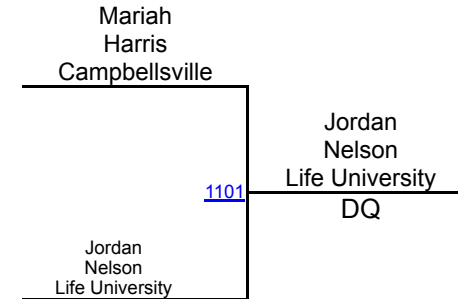 Mariah
Harris
Campbellsville
Jordan
Nelson
Life University
1101
DQ
Jordan
Nelson
Life University